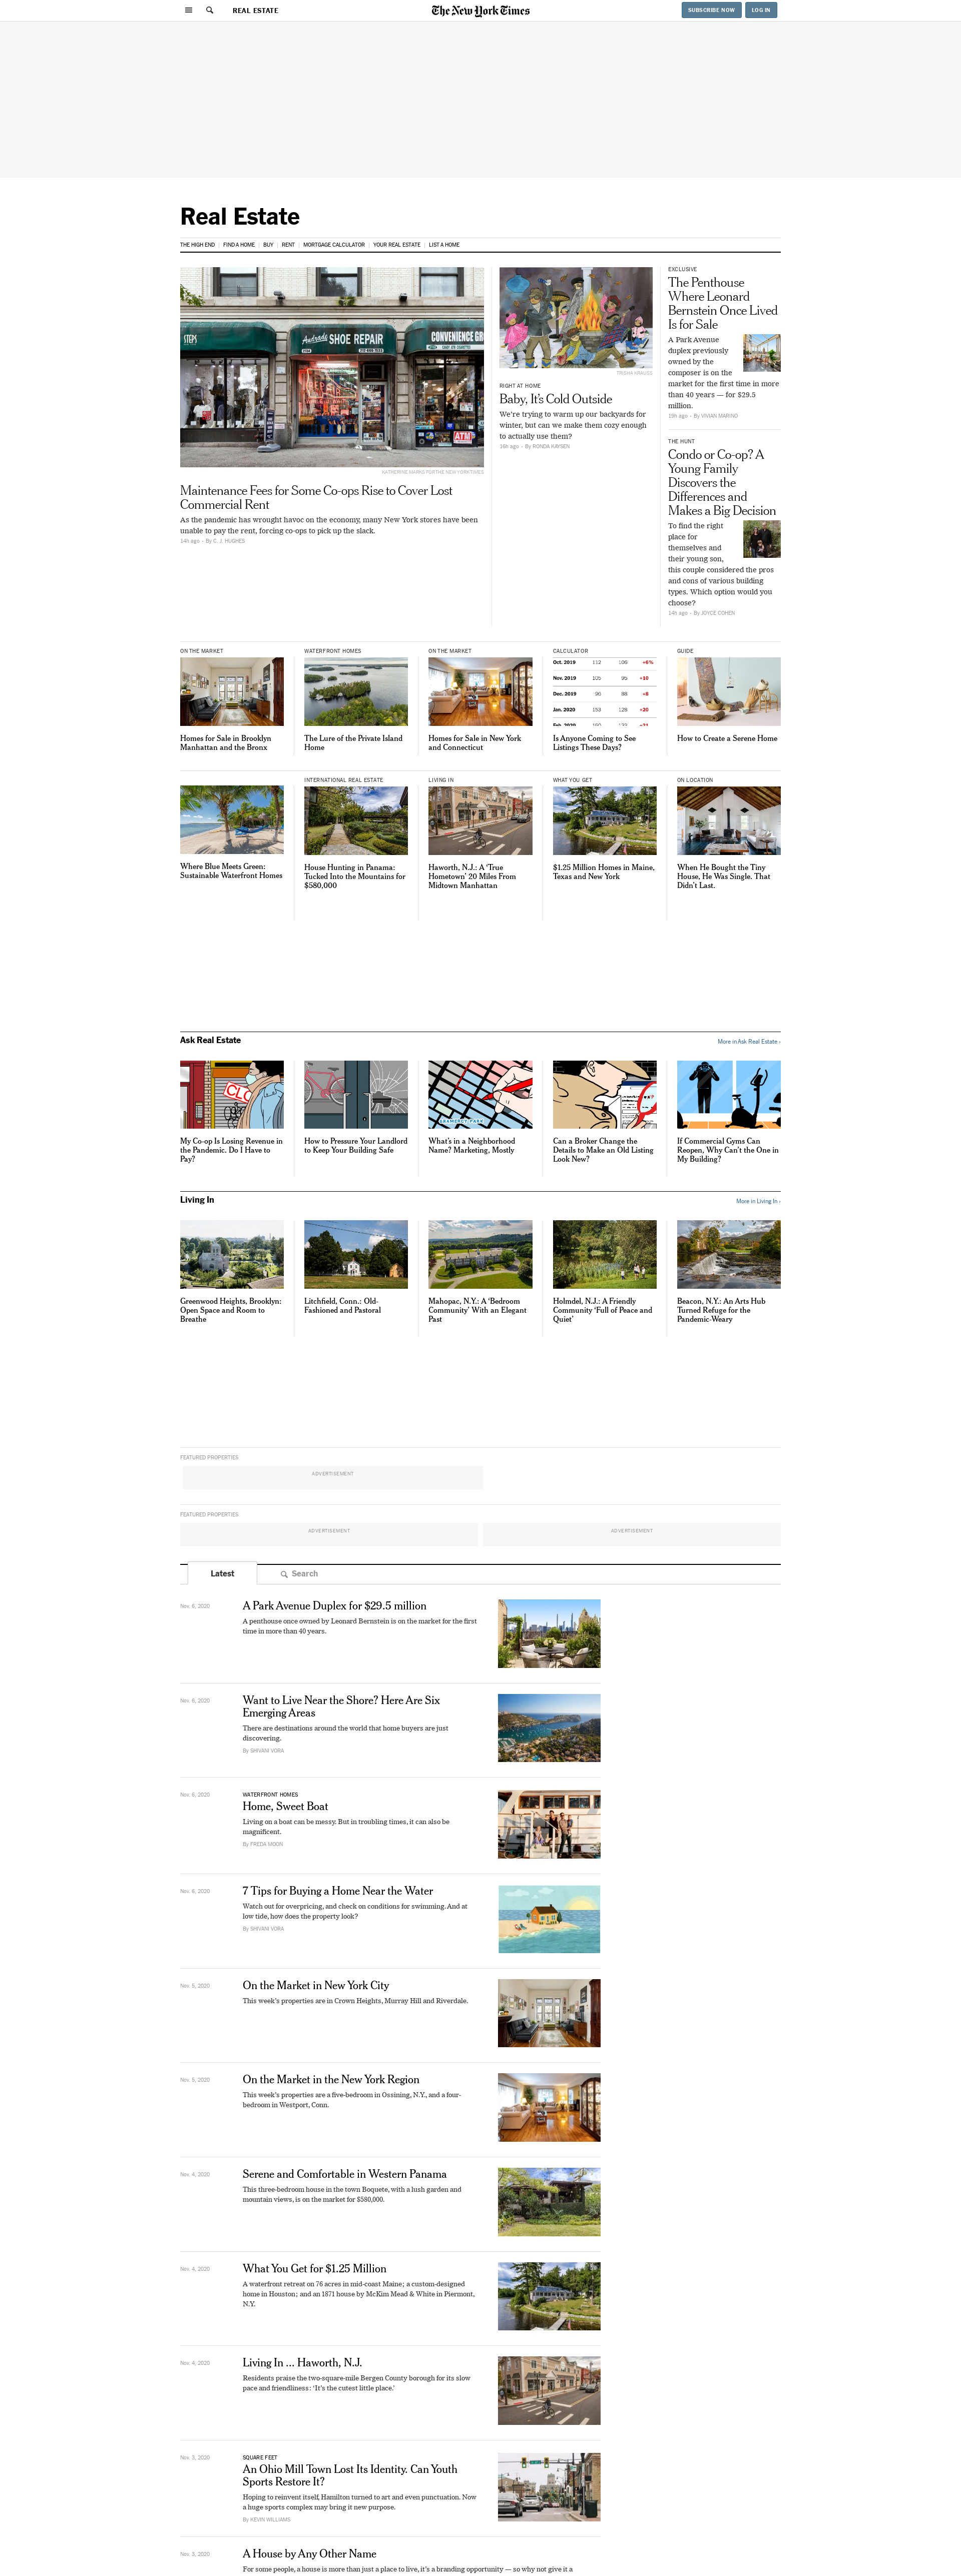 REAL ESTATE
The New York Times
SUBSCRIBE NOW
LOG IN
Real Estate
THE HIGH END
FIND A HOME
BUY
RENT
MORTGAGE CALCULATOR
YOUR REAL ESTATE
LIST A HOME
STEPS
SHOE REPAIR
CONVENIENCE
ATM
KATHERINE MARKS FOR THE NEW YORK TIMES
Maintenance Fees for Some Co-ops Rise to Cover Lost
Commercial Rent
As the pandemic has wrought havoc on the economy, many New York stores have been
unable to pay the rent, forcing co-ops to pick up the slack.
14h ago - By C. J. HUGHES
TRISHA KRAUSS
RIGHT AT HOME
Baby, It’s Cold Outside
We’re trying to warm up our backyards for
winter, but can we make them cozy enough
to actually use them?
16h ago - By RONDA KAYSEN
EXCLUSIVE
The Penthouse
Where Leonard
Bernstein Once Lived
Is for Sale
A Park Avenue
duplex previously
owned by the
composer is on the
market for the first time in more
than 40 years — for $29.5
million.
19h ago - By VIVIAN MARINO
THE HUNT
Condo or Co-op? A
Young Family
Discovers the
Differences and
Makes a Big Decision
To find the right
place for
themselves and
their young son,
this couple considered the pros
and cons of various building
types. Which option would you
choose?
14h ago - By JOYCE COHEN
ON THE MARKET
Homes for Sale in Brooklyn
Manhattan and the Bronx
WATERFRONT HOMES
The Lure of the Private Island
Home
ON THE MARKET
Homes for Sale in New York
and Connecticut
CALCULATOR
Oct. 2019 112 106 +6%
Nov. 2019 105 95 +10
Dec. 2019 96 88 +8
Jan. 2020 153 128 +20
Feb. 2020
Is Anyone Coming to See
Listings These Days?
GUIDE
How to Create a Serene Home
Where Blue Meets Green:
Sustainable Waterfront Homes
INTERNATIONAL REAL ESTATE
House Hunting in Panama:
Tucked Into the Mountains for
$580,000
LIVING IN
Haworth, N.J.: A ‘True
Hometown’ 20 Miles From
Midtown Manhattan
WHAT YOU GET
$1.25 Million Homes in Maine,
Texas and New York
ON LOCATION
When He Bought the Tiny
House, He Was Single. That
Didn’t Last.
Ask Real Estate
More in Ask Real Estate ›
CLO
My Co-op Is Losing Revenue in
the Pandemic. Do I Have to
Pay?
How to Pressure Your Landlord
to Keep Your Building Safe
What’s in a Neighborhood
Name? Marketing, Mostly
Can a Broker Change the
Details to Make an Old Listing
Look New?
If Commercial Gyms Can
Reopen, Why Can’t the One in
My Building?
Living In
More in Living In ›
Greenwood Heights, Brooklyn:
Open Space and Room to
Breathe
Litchfield, Conn.: Old-
Fashioned and Pastoral
Mahopac, N.Y.: A ‘Bedroom
Community’ With an Elegant
Past
Holmdel, N.J.: A Friendly
Community ‘Full of Peace and
Quiet’
Beacon, N.Y.: An Arts Hub
Turned Refuge for the
Pandemic-Weary
FEATURED PROPERTIES
ADVERTISEMENT
FEATURED PROPERTIES
ADVERTISEMENT
ADVERTISEMENT
Latest
Search
Nov. 6, 2020
A Park Avenue Duplex for $29.5 million
A penthouse once owned by Leonard Bernstein is on the market for the first
time in more than 40 years.
Nov. 6, 2020
Want to Live Near the Shore? Here Are Six
Emerging Areas
There are destinations around the world that home buyers are just
discovering.
By SHIVANI VORA
Nov. 6, 2020
WATERFRONT HOMES
Home, Sweet Boat
Living on a boat can be messy. But in troubling times, it can also be
magnificent.
By FREDA MOON
Nov. 6, 2020
7 Tips for Buying a Home Near the Water
Watch out for overpricing, and check on conditions for swimming. And at
low tide, how does the property look?
By SHIVANI VORA
Nov. 5, 2020
On the Market in New York City
This week’s properties are in Crown Heights, Murray Hill and Riverdale.
Nov. 5, 2020
On the Market in the New York Region
This week’s properties are a five-bedroom in Ossining, N.Y., and a four-
bedroom in Westport, Conn.
Nov. 4, 2020
Serene and Comfortable in Western Panama
This three-bedroom house in the town Boquete, with a lush garden and
mountain views, is on the market for $580,000.
Nov. 4, 2020
What You Get for $1.25 Million
A waterfront retreat on 76 acres in mid-coast Maine; a custom-designed
home in Houston; and an 1871 house by McKim Mead & White in Piermont,
N.Y.
Nov. 4, 2020
Living In ... Haworth, N.J.
Residents praise the two-square-mile Bergen County borough for its slow
pace and friendliness: ‘It’s the cutest little place.’
Nov. 3, 2020
SQUARE FEET
An Ohio Mill Town Lost Its Identity. Can Youth
Sports Restore It?
Hoping to reinvent itself, Hamilton turned to art and even punctuation. Now
a huge sports complex may bring it new purpose.
By KEVIN WILLIAMS
Nov. 3, 2020
A House by Any Other Name
For some people, a house is more than just a place to live, it’s a branding opportunity — so why not give it a